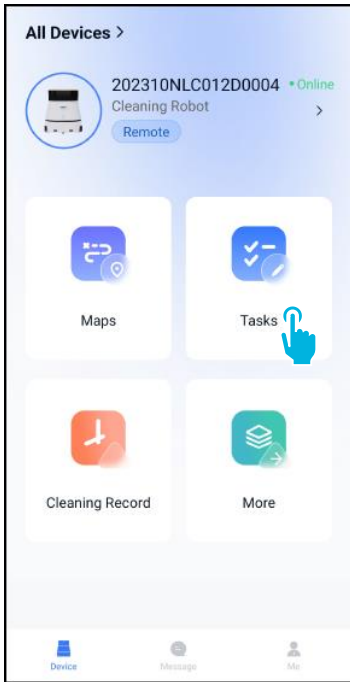 All Devices >
202310NLC012D0004 • Online
Cleaning Robot >
Remote
Maps
Tasks
Cleaning Record
More
Device
Message
Me